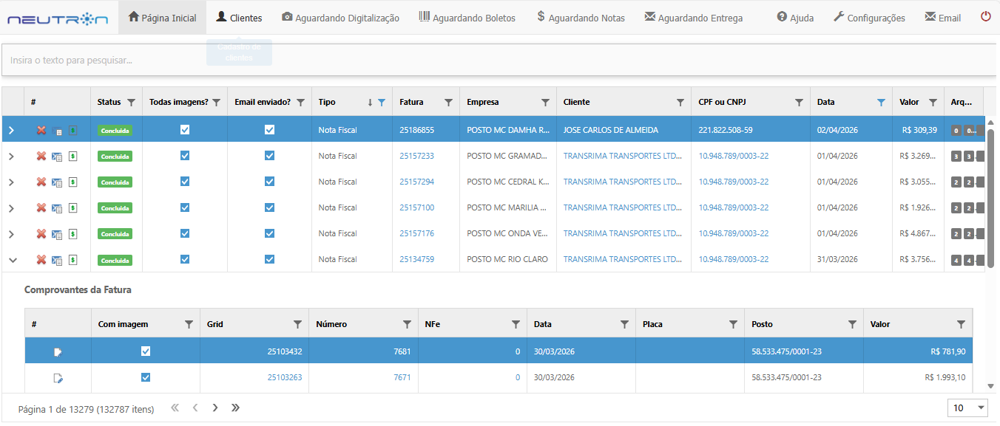 NEUTRON Página Inicial Clientes Aguardando Digitalização Aguardando Boletos $ Aguardando Notas Aguardando Entrega Ajuda Configurações Email
Cadastro de
clientes
Insira o texto para pesquisar...
# Status Todas imagens? Email enviado? Tipo Fatura Empresa Cliente CPF ou CNPJ Data Valor Arq...
Concluida Nota Fiscal 25186855 POSTO MC DAMHA R... JOSE CARLOS DE ALMEIDA 221.822.508-59 02/04/2026 R$ 309,39 0 0...
Concluida Nota Fiscal 25157233 POSTO MC GRAMAD... TRANSRIMA TRANSPORTES LTD... 10.948.789/0003-22 01/04/2026 R$ 3.269... 3 3...
Concluida Nota Fiscal 25157294 POSTO MC CEDRAL K... TRANSRIMA TRANSPORTES LTD... 10.948.789/0003-22 01/04/2026 R$ 3.055... 2 2...
Concluida Nota Fiscal 25157100 POSTO MC MARILIA ... TRANSRIMA TRANSPORTES LTD... 10.948.789/0003-22 01/04/2026 R$ 1.926... 2 2...
Concluida Nota Fiscal 25157176 POSTO MC ONDA VE... TRANSRIMA TRANSPORTES LTD... 10.948.789/0003-22 01/04/2026 R$ 4.867... 2 2...
Concluida Nota Fiscal 25134759 POSTO MC RIO CLARO TRANSRIMA TRANSPORTES LTD... 10.948.789/0003-22 31/03/2026 R$ 3.756... 4 4...
Comprovantes da Fatura
# Com imagem Grid Número NFe Data Placa Posto Valor
25103432 7681 0 30/03/2026 58.533.475/0001-23 R$ 781,90
25103263 7671 0 30/03/2026 58.533.475/0001-23 R$ 1.993,10
Página 1 de 13279 (132787 itens) 10